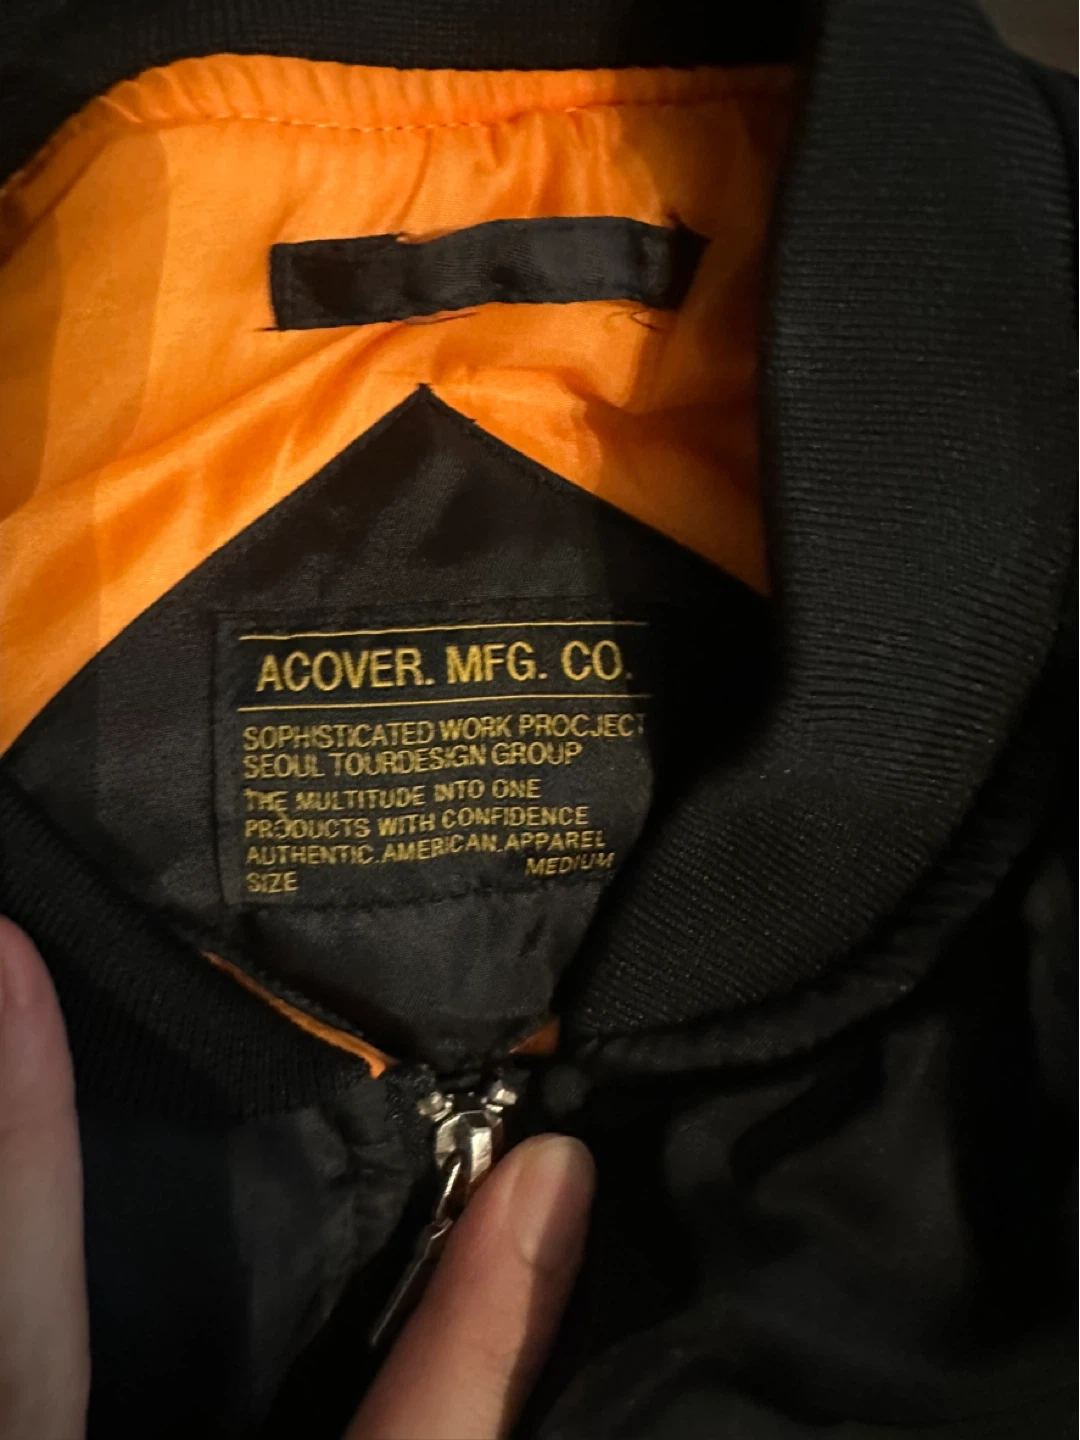 ACOVER. MFG. CO.
SOPHISTICATED WORK PROCJECT
SEOUL TOURDESIGN GROUP
THE MULTITUDE INTO ONE
PRODUCTS WITH CONFIDENCE
AUTHENTIC.AMERICAN.APPAREL
SIZE MEDIUM